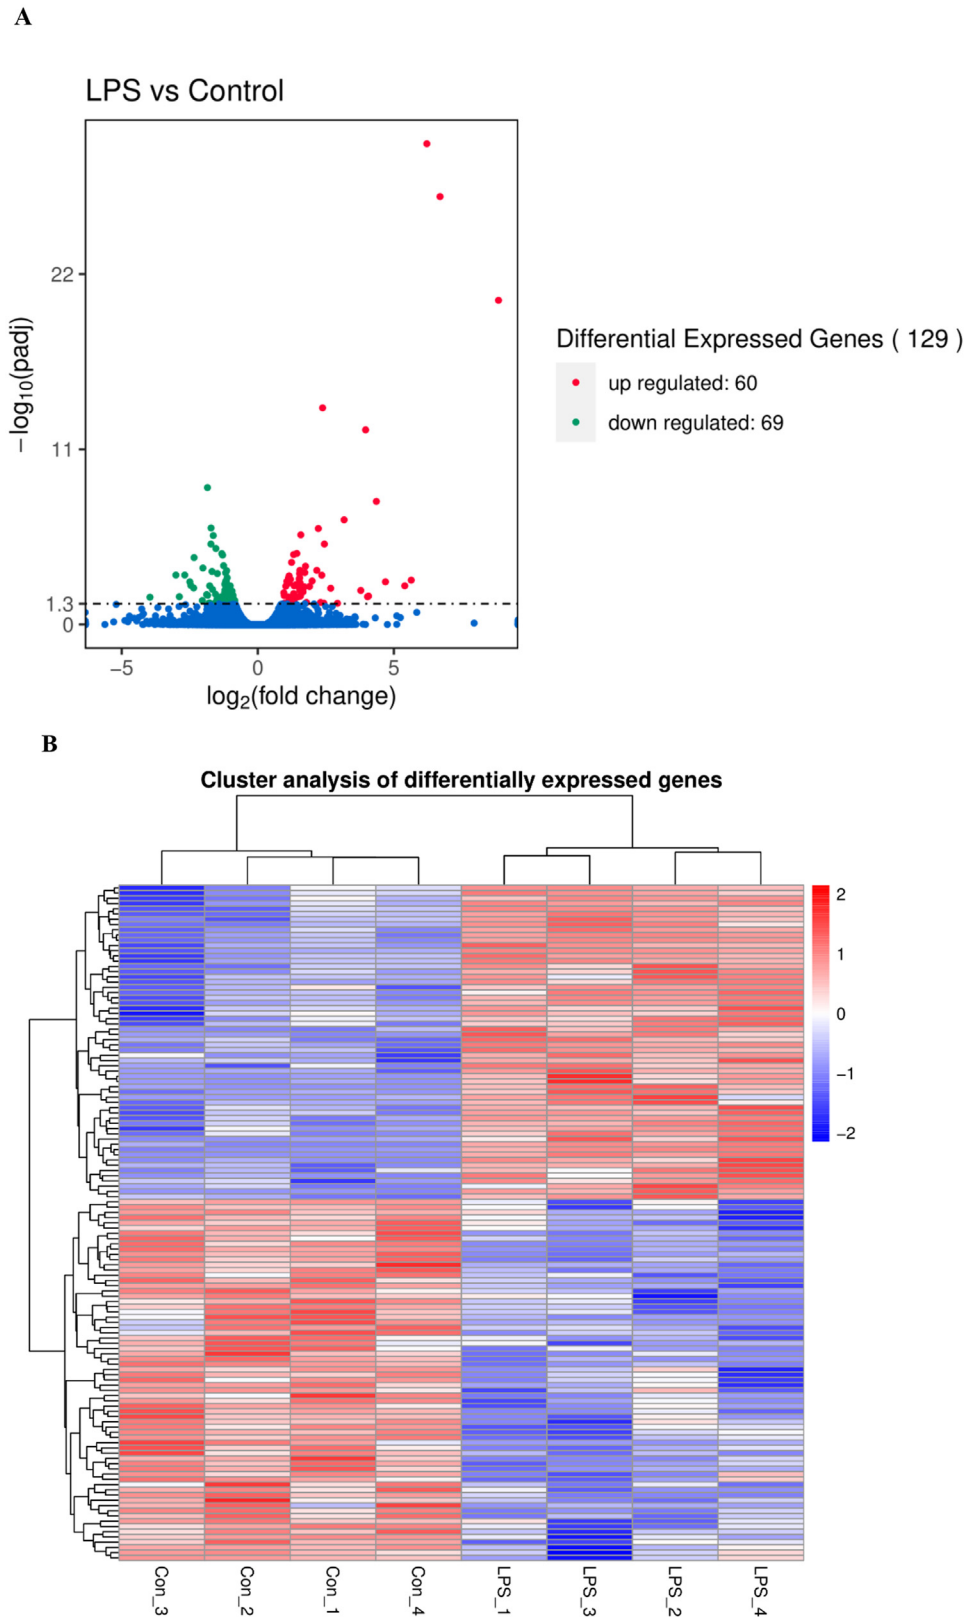 A
LPS vs Control
22
11
1.3
0
−log10(padj)
−5 0 5
log2(fold change)
Differential Expressed Genes ( 129 )
up regulated: 60
down regulated: 69
B
Cluster analysis of differentially expressed genes
2
1
0
−1
−2
Con_3 Con_2 Con_1 Con_4 LPS_1 LPS_3 LPS_2 LPS_4